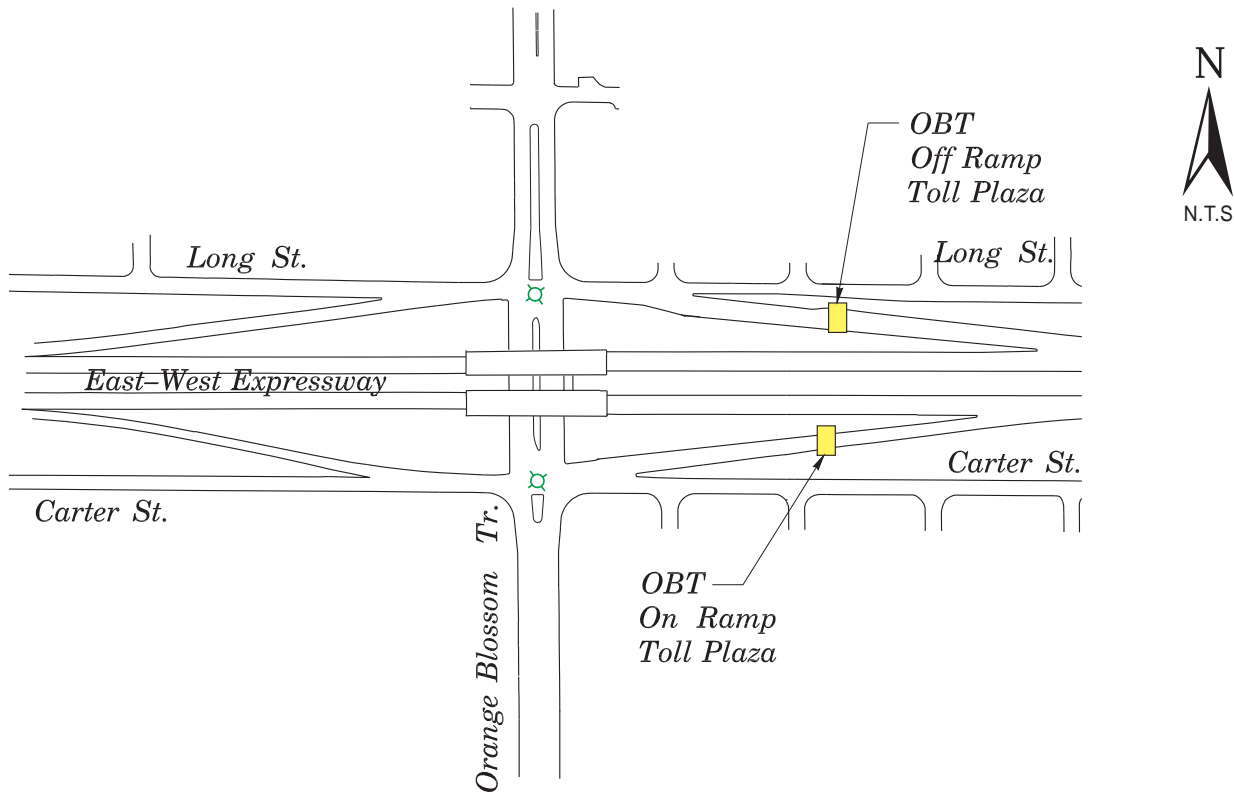 N
N.T.S
OBT
Off Ramp
Toll Plaza
Long St.
Long St.
East–West Expressway
Carter St.
Carter St.
Orange Blossom Tr.
OBT
On Ramp
Toll Plaza